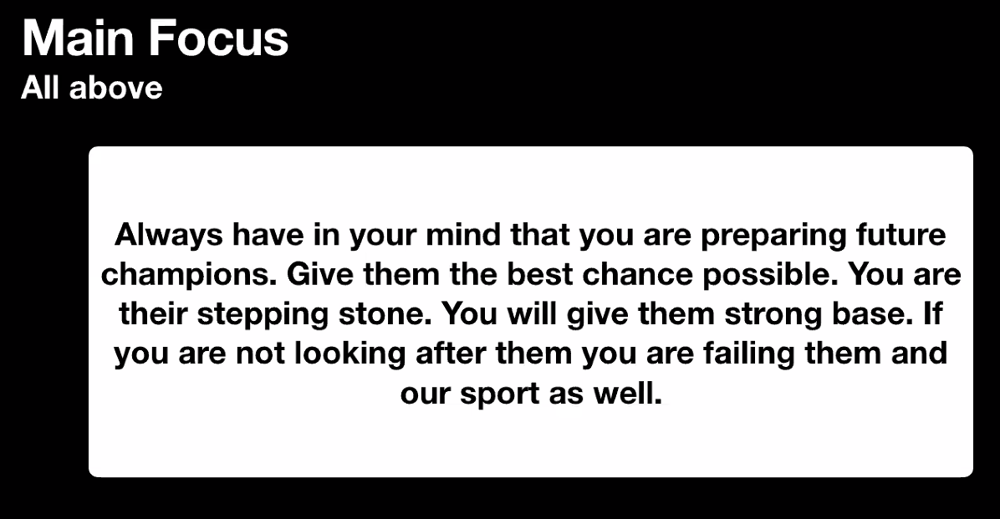 Main Focus
All above
Always have in your mind that you are preparing future
champions. Give them the best chance possible. You are
their stepping stone. You will give them strong base. If
you are not looking after them you are failing them and
our sport as well.